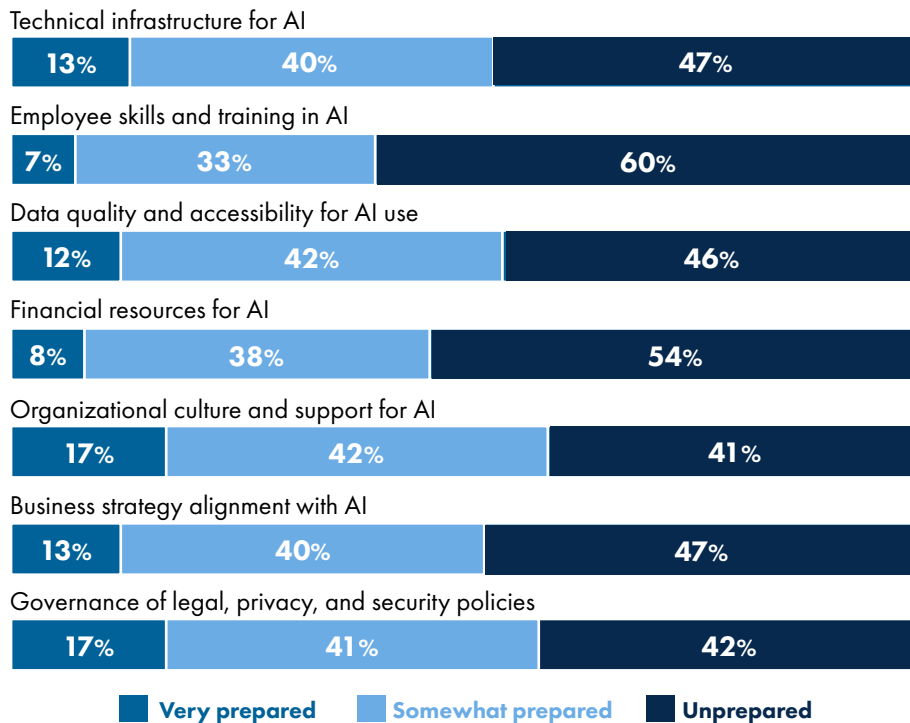 Technical infrastructure for AI
13% 40% 47%
Employee skills and training in AI
7% 33% 60%
Data quality and accessibility for AI use
12% 42% 46%
Financial resources for AI
8% 38% 54%
Organizational culture and support for AI
17% 42% 41%
Business strategy alignment with AI
13% 40% 47%
Governance of legal, privacy, and security policies
17% 41% 42%
Very prepared Somewhat prepared Unprepared